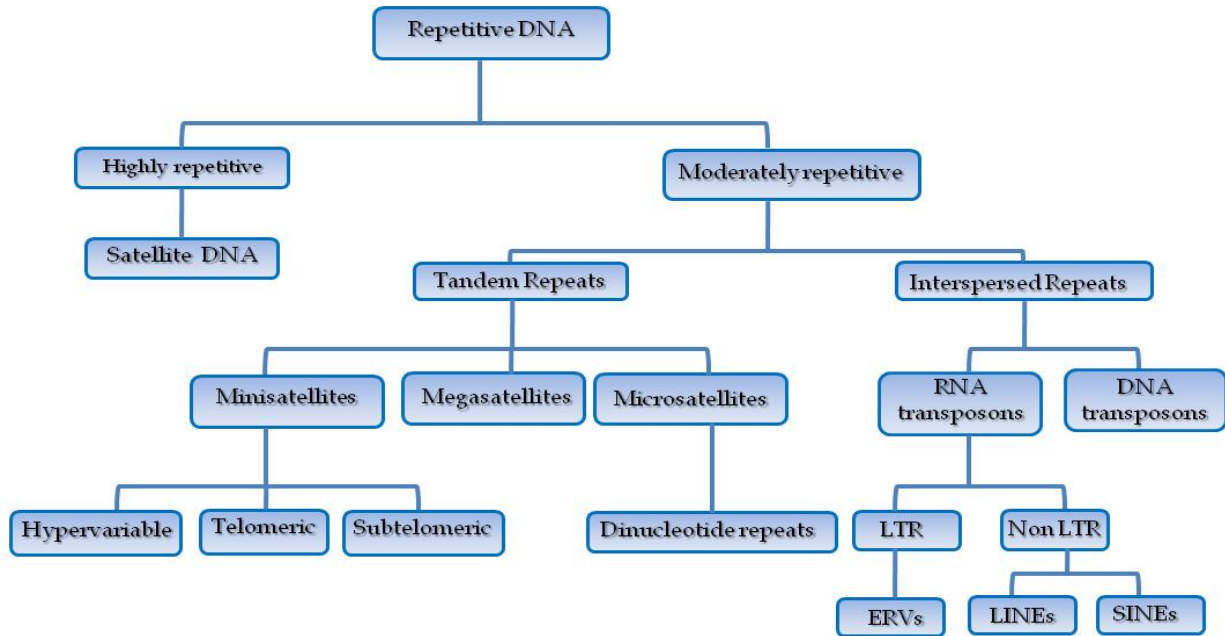 Repetitive DNA
Highly repetitive
Moderately repetitive
Satellite DNA
Tandem Repeats
Interspersed Repeats
Minisatellites
Megasatellites
Microsatellites
RNA
transposons
DNA
transposons
Hypervariable
Telomeric
Subtelomeric
Dinucleotide repeats
LTR
Non LTR
ERVs
LINEs
SINEs